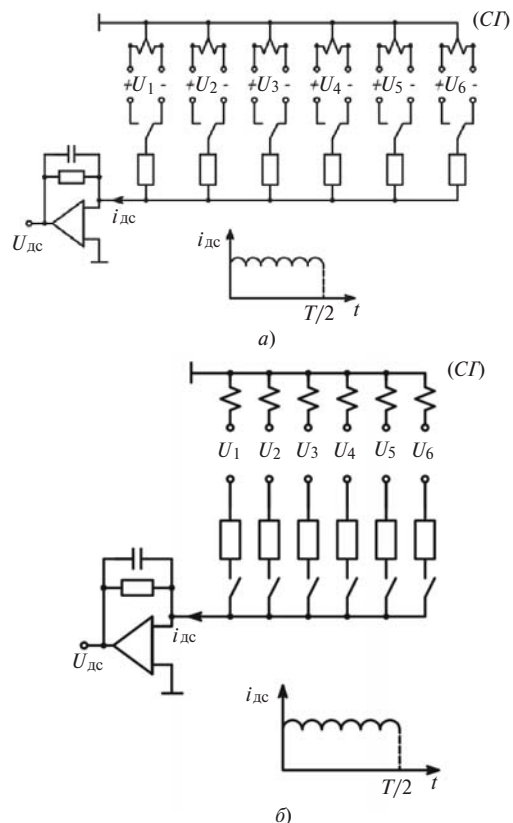 (СГ)
+U1 - +U2 - +U3 - +U4 - +U5 - +U6 -
iдс
Uдс
iдс
T/2 t
а)
(СГ)
U1 U2 U3 U4 U5 U6
iдс
Uдс
iдс
T/2 t
б)